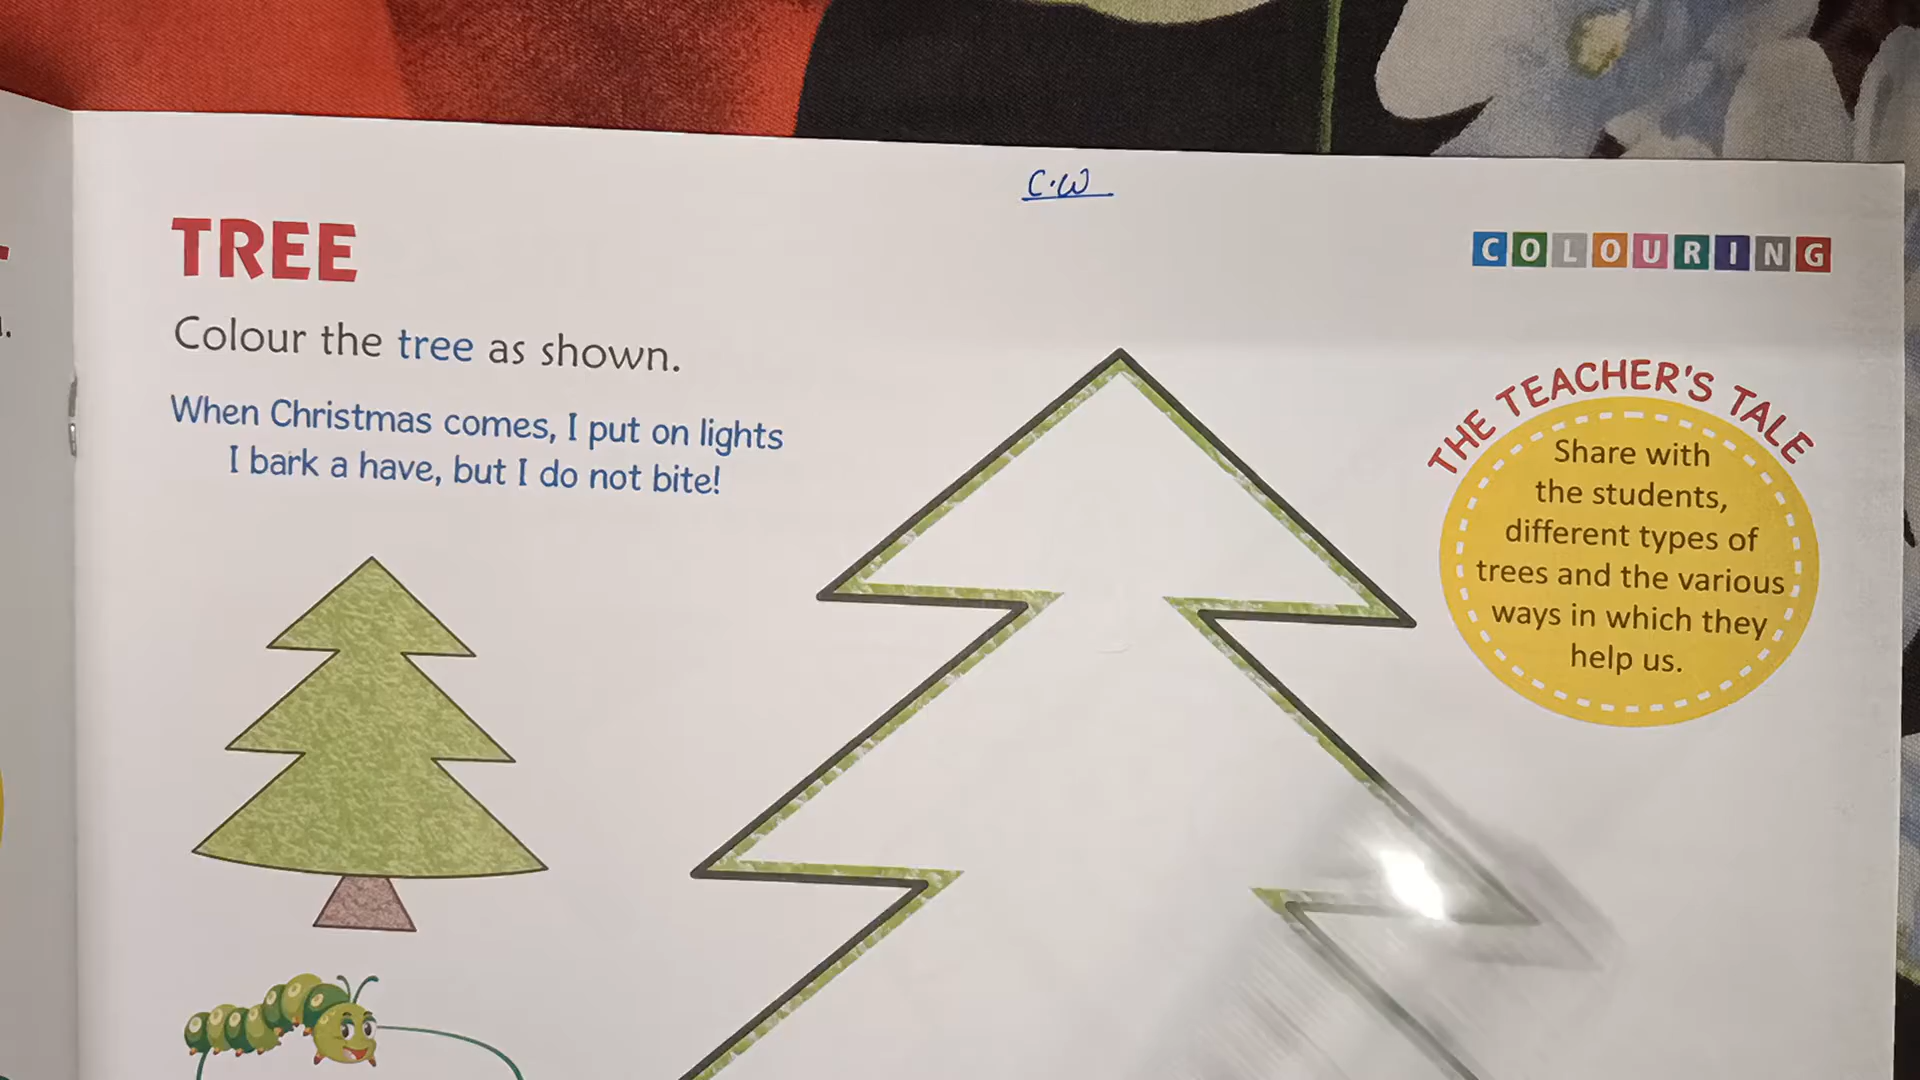 C.W
TREE
COLOURING
Colour the tree as shown.
When Christmas comes, I put on lights
I bark a have, but I do not bite!
THE TEACHER'S TALE
Share with
the students,
different types of
trees and the various
ways in which they
help us.